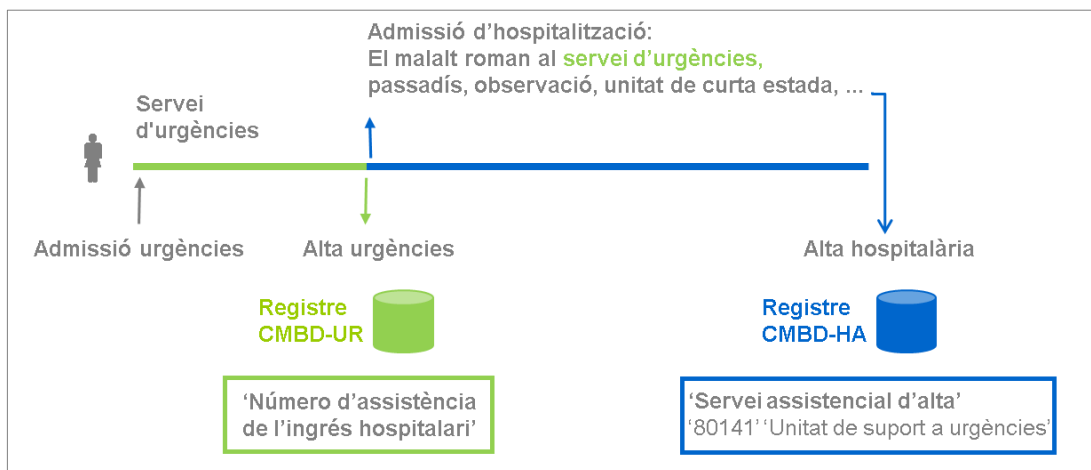 Admissió d’hospitalització:
El malalt roman al servei d’urgències,
passadís, observació, unitat de curta estada, ...
Servei
d'urgències
Admissió urgències
Alta urgències
Alta hospitalària
Registre
CMBD-UR
Registre
CMBD-HA
‘Número d’assistència
de l’ingrés hospitalari’
‘Servei assistencial d’alta’
‘80141’ ‘Unitat de suport a urgències’